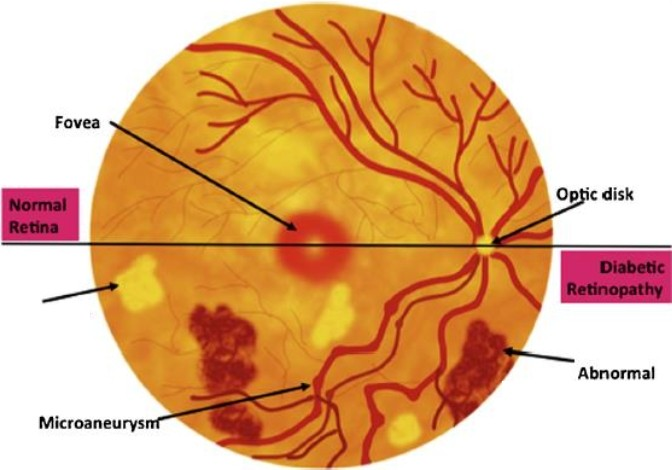 Fovea
Normal
Retina
Optic disk
Diabetic
Retinopathy
Abnormal
Microaneurysm